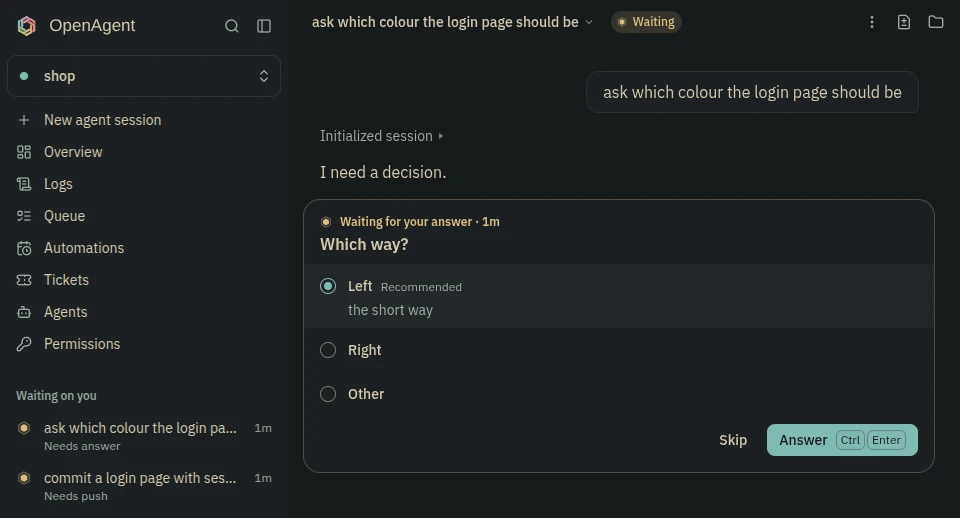 OpenAgent
shop
New agent session
Overview
Logs
Queue
Automations
Tickets
Agents
Permissions
Waiting on you
ask which colour the login pa... 1m
Needs answer
commit a login page with ses... 1m
Needs push
ask which colour the login page should be
Waiting
ask which colour the login page should be
Initialized session
I need a decision.
Waiting for your answer · 1m
Which way?
Left Recommended
the short way
Right
Other
Skip
Answer Ctrl Enter